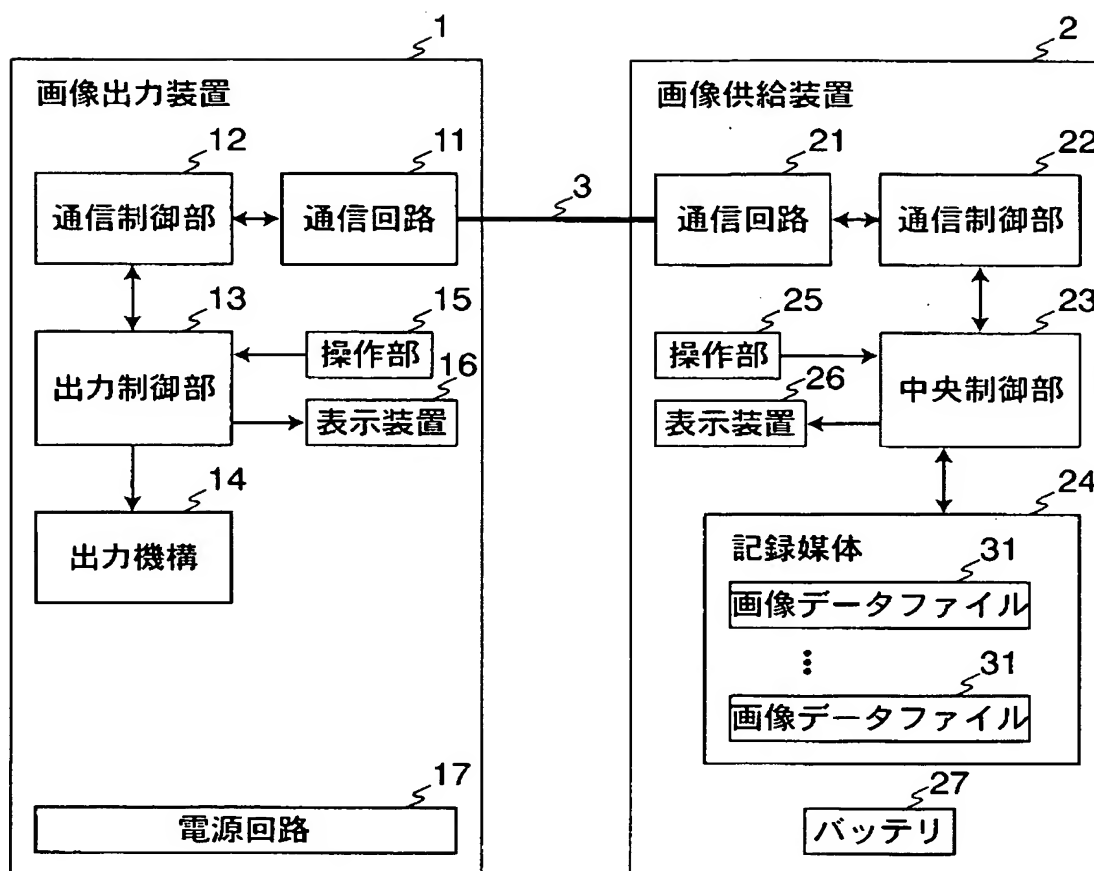 1
画像出力装置
12
通信制御部
11
通信回路
13
出力制御部
15
操作部
16
表示装置
14
出力機構
17
電源回路
3
2
画像供給装置
21
通信回路
22
通信制御部
25
操作部
23
中央制御部
26
表示装置
24
記録媒体
31
画像データファイル
31
画像データファイル
27
バッテリ